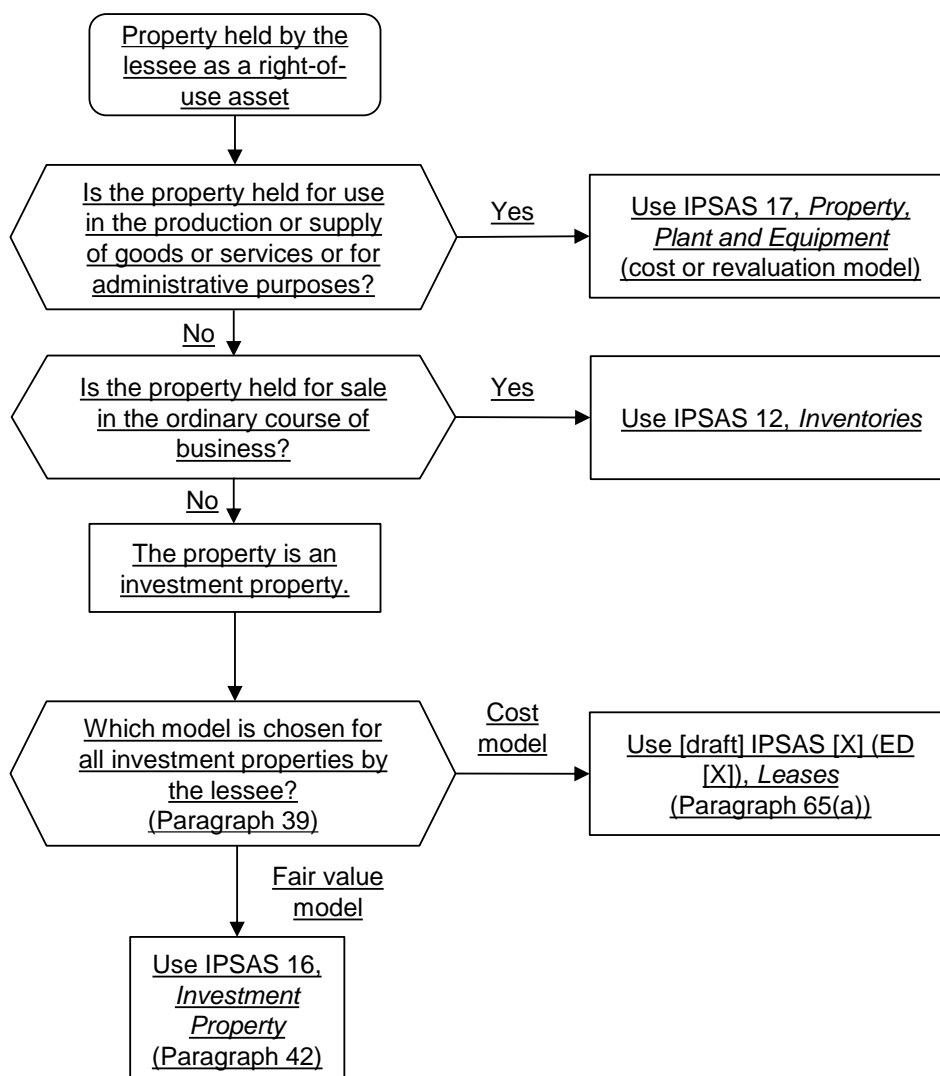 Property held by the
lessee as a right-of-
use asset
Is the property held for use
in the production or supply
of goods or services or for
administrative purposes?
Yes
Use IPSAS 17, Property,
Plant and Equipment
(cost or revaluation model)
No
Is the property held for sale
in the ordinary course of
business?
Yes
Use IPSAS 12, Inventories
No
The property is an
investment property.
Which model is chosen for
all investment properties by
the lessee?
(Paragraph 39)
Cost
model
Use [draft] IPSAS [X] (ED
[X]), Leases
(Paragraph 65(a))
Fair value
model
Use IPSAS 16,
Investment
Property
(Paragraph 42)